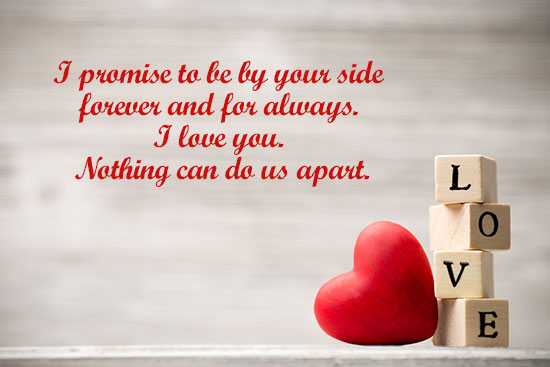 I promise to be by your side
forever and for always.
I love you.
Nothing can do us apart.
L
O
V
E